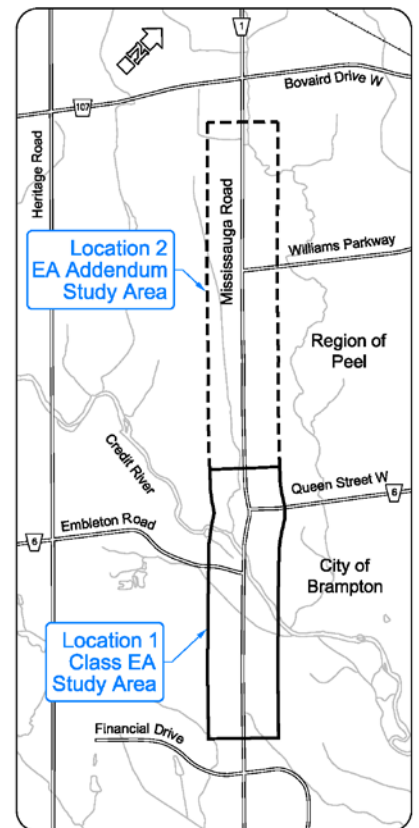 N
1
Bovaird Drive W
107
Heritage Road
Mississauga Road
Location 2
EA Addendum
Study Area
Williams Parkway
Region of
Peel
Credit River
Queen Street W
6
Embleton Road
6
City of
Brampton
Location 1
Class EA
Study Area
Financial Drive